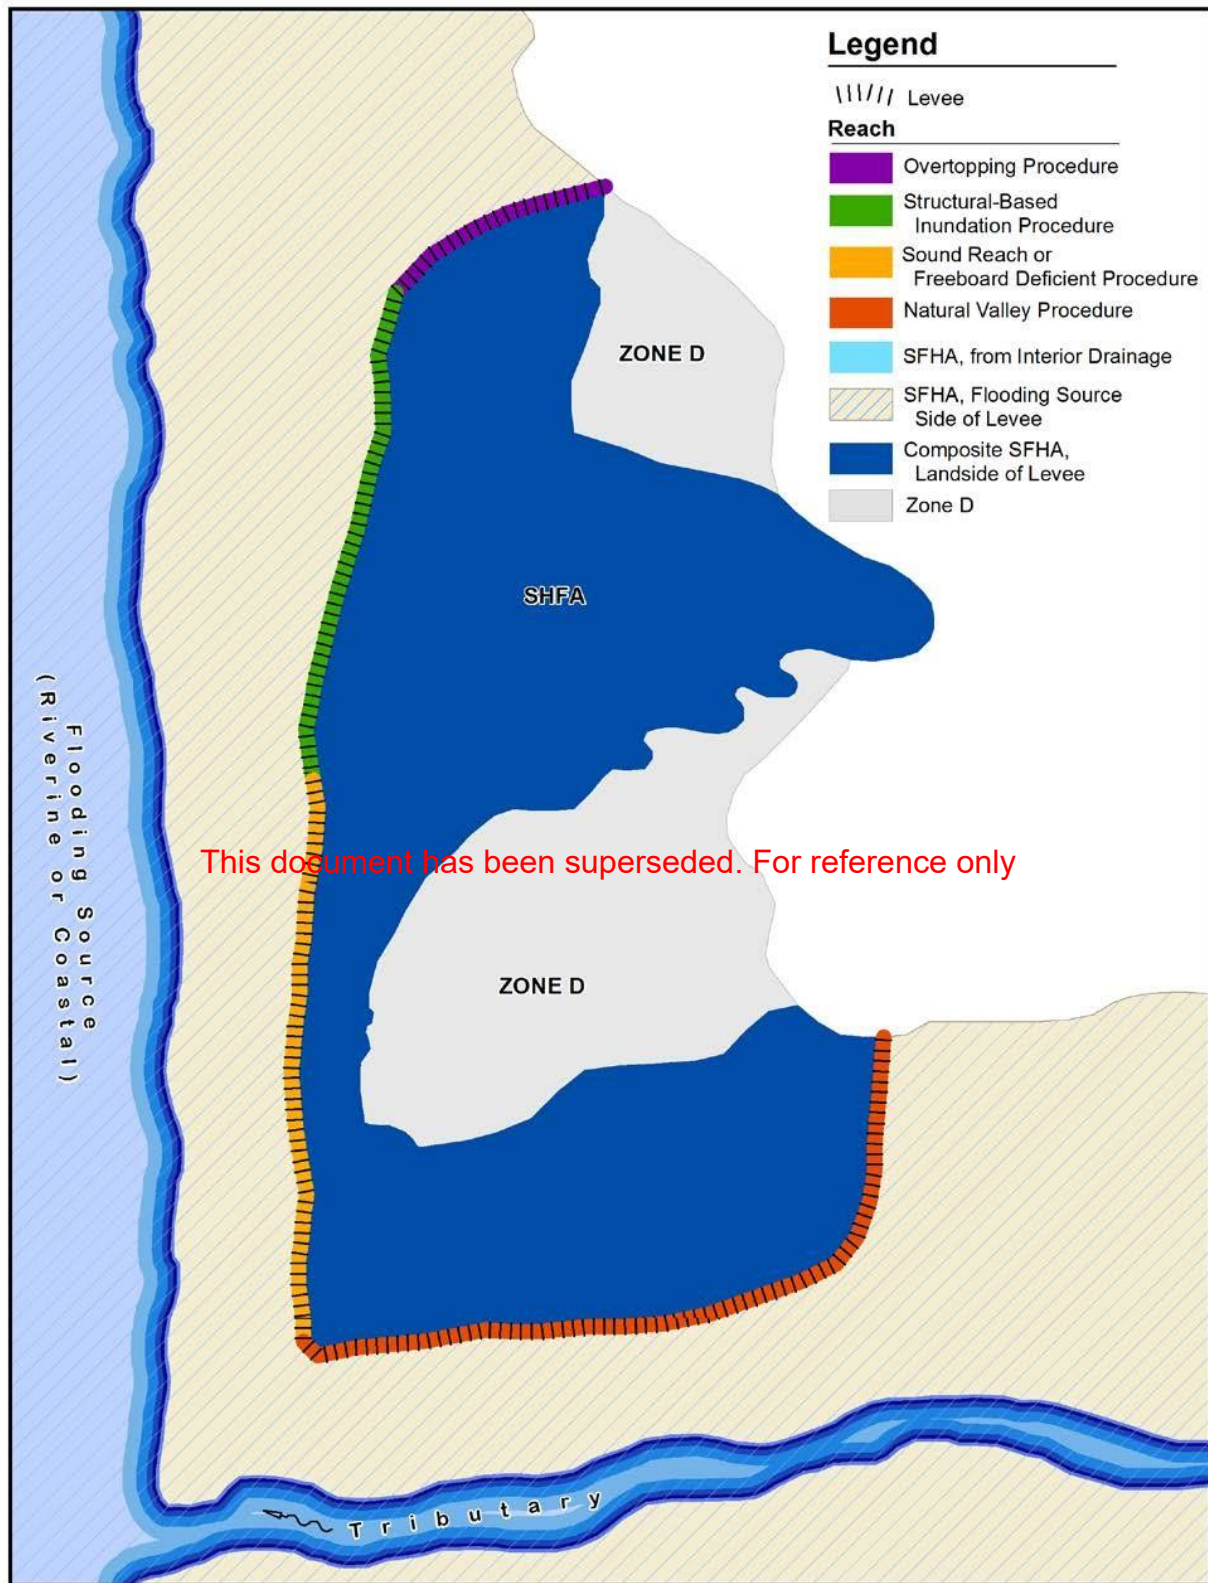 Legend
Levee
Reach
Overtopping Procedure
Structural-Based
Inundation Procedure
Sound Reach or
Freeboard Deficient Procedure
Natural Valley Procedure
SFHA, from Interior Drainage
SFHA, Flooding Source
Side of Levee
Composite SFHA,
Landside of Levee
Zone D
ZONE D
SHFA
Flooding Source
(Riverine or Coastal)
This document has been superseded. For reference only
ZONE D
Tributary